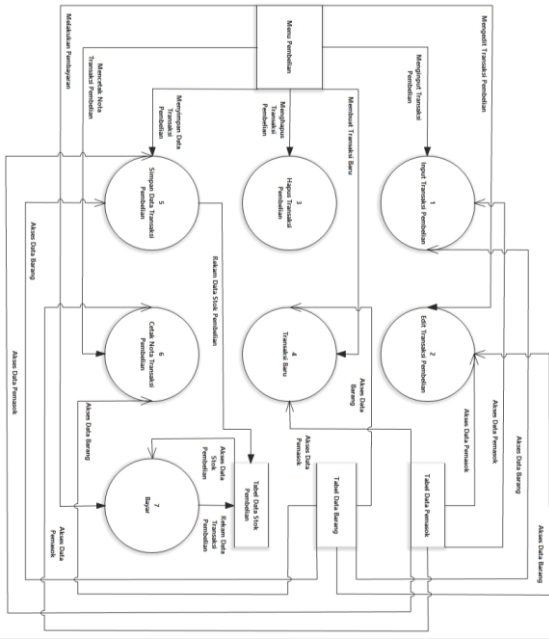 Mengedit Transaksi Pembelian
Menginput Transaksi
Pembelian
Membuat Transaksi Baru
Menu Pembelian
Menghapus
Transaksi
Pembelian
Menyimpan Data
Transaksi
Pembelian
Mencetak Nota
Transaksi Pembelian
Melakukan Pembayaran
1
Input Transaksi Pembelian
3
Hapus Transaksi
Pembelian
5
Simpan Data Transaksi
Pembelian
Akses Data Barang
Rekam Data Stok Pembelian
2
Edit Transaksi Pembelian
4
Transaksi Baru
6
Cetak Nota Transaksi
Pembelian
Akses Data Pemasok
Akses Data
Barang
Akses Data Barang
Akses Data Pemasok
Akses Data Pemasok
Akses Data Barang
Akses Data
Pemasok
Akses Data
Stok
Pembelian
Tabel Data Pemasok
Tabel Data Barang
Tabel Data Stok
Pembelian
Rekam Data
Transaksi
Pembelian
7
Bayar
Akses Data Barang
Akses Data
Pemasok